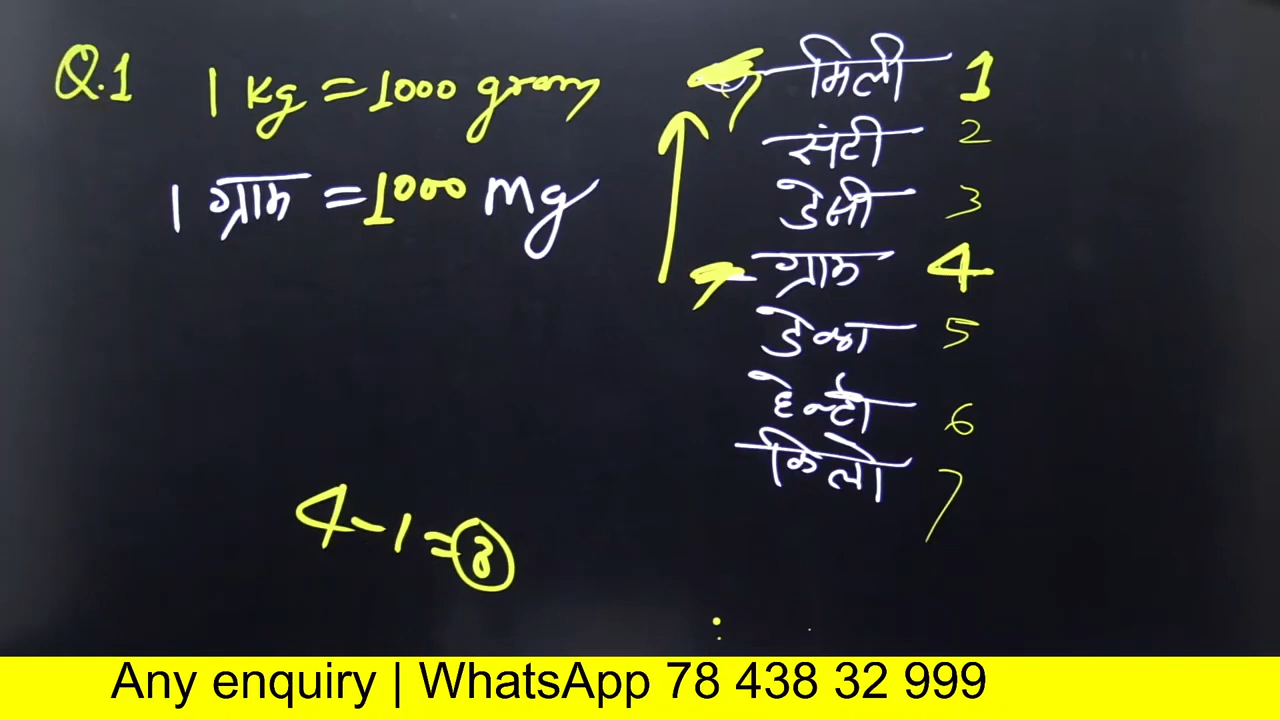 Q.1 1 Kg = 1000 gram
1 ग्राम = 1000 Mg
मिली 1
संटी 2
डेसी 3
ग्राम 4
डेका 5
हेक्टो 6
किलो 7
4 - 1 = 3
Any enquiry | WhatsApp 78 438 32 999